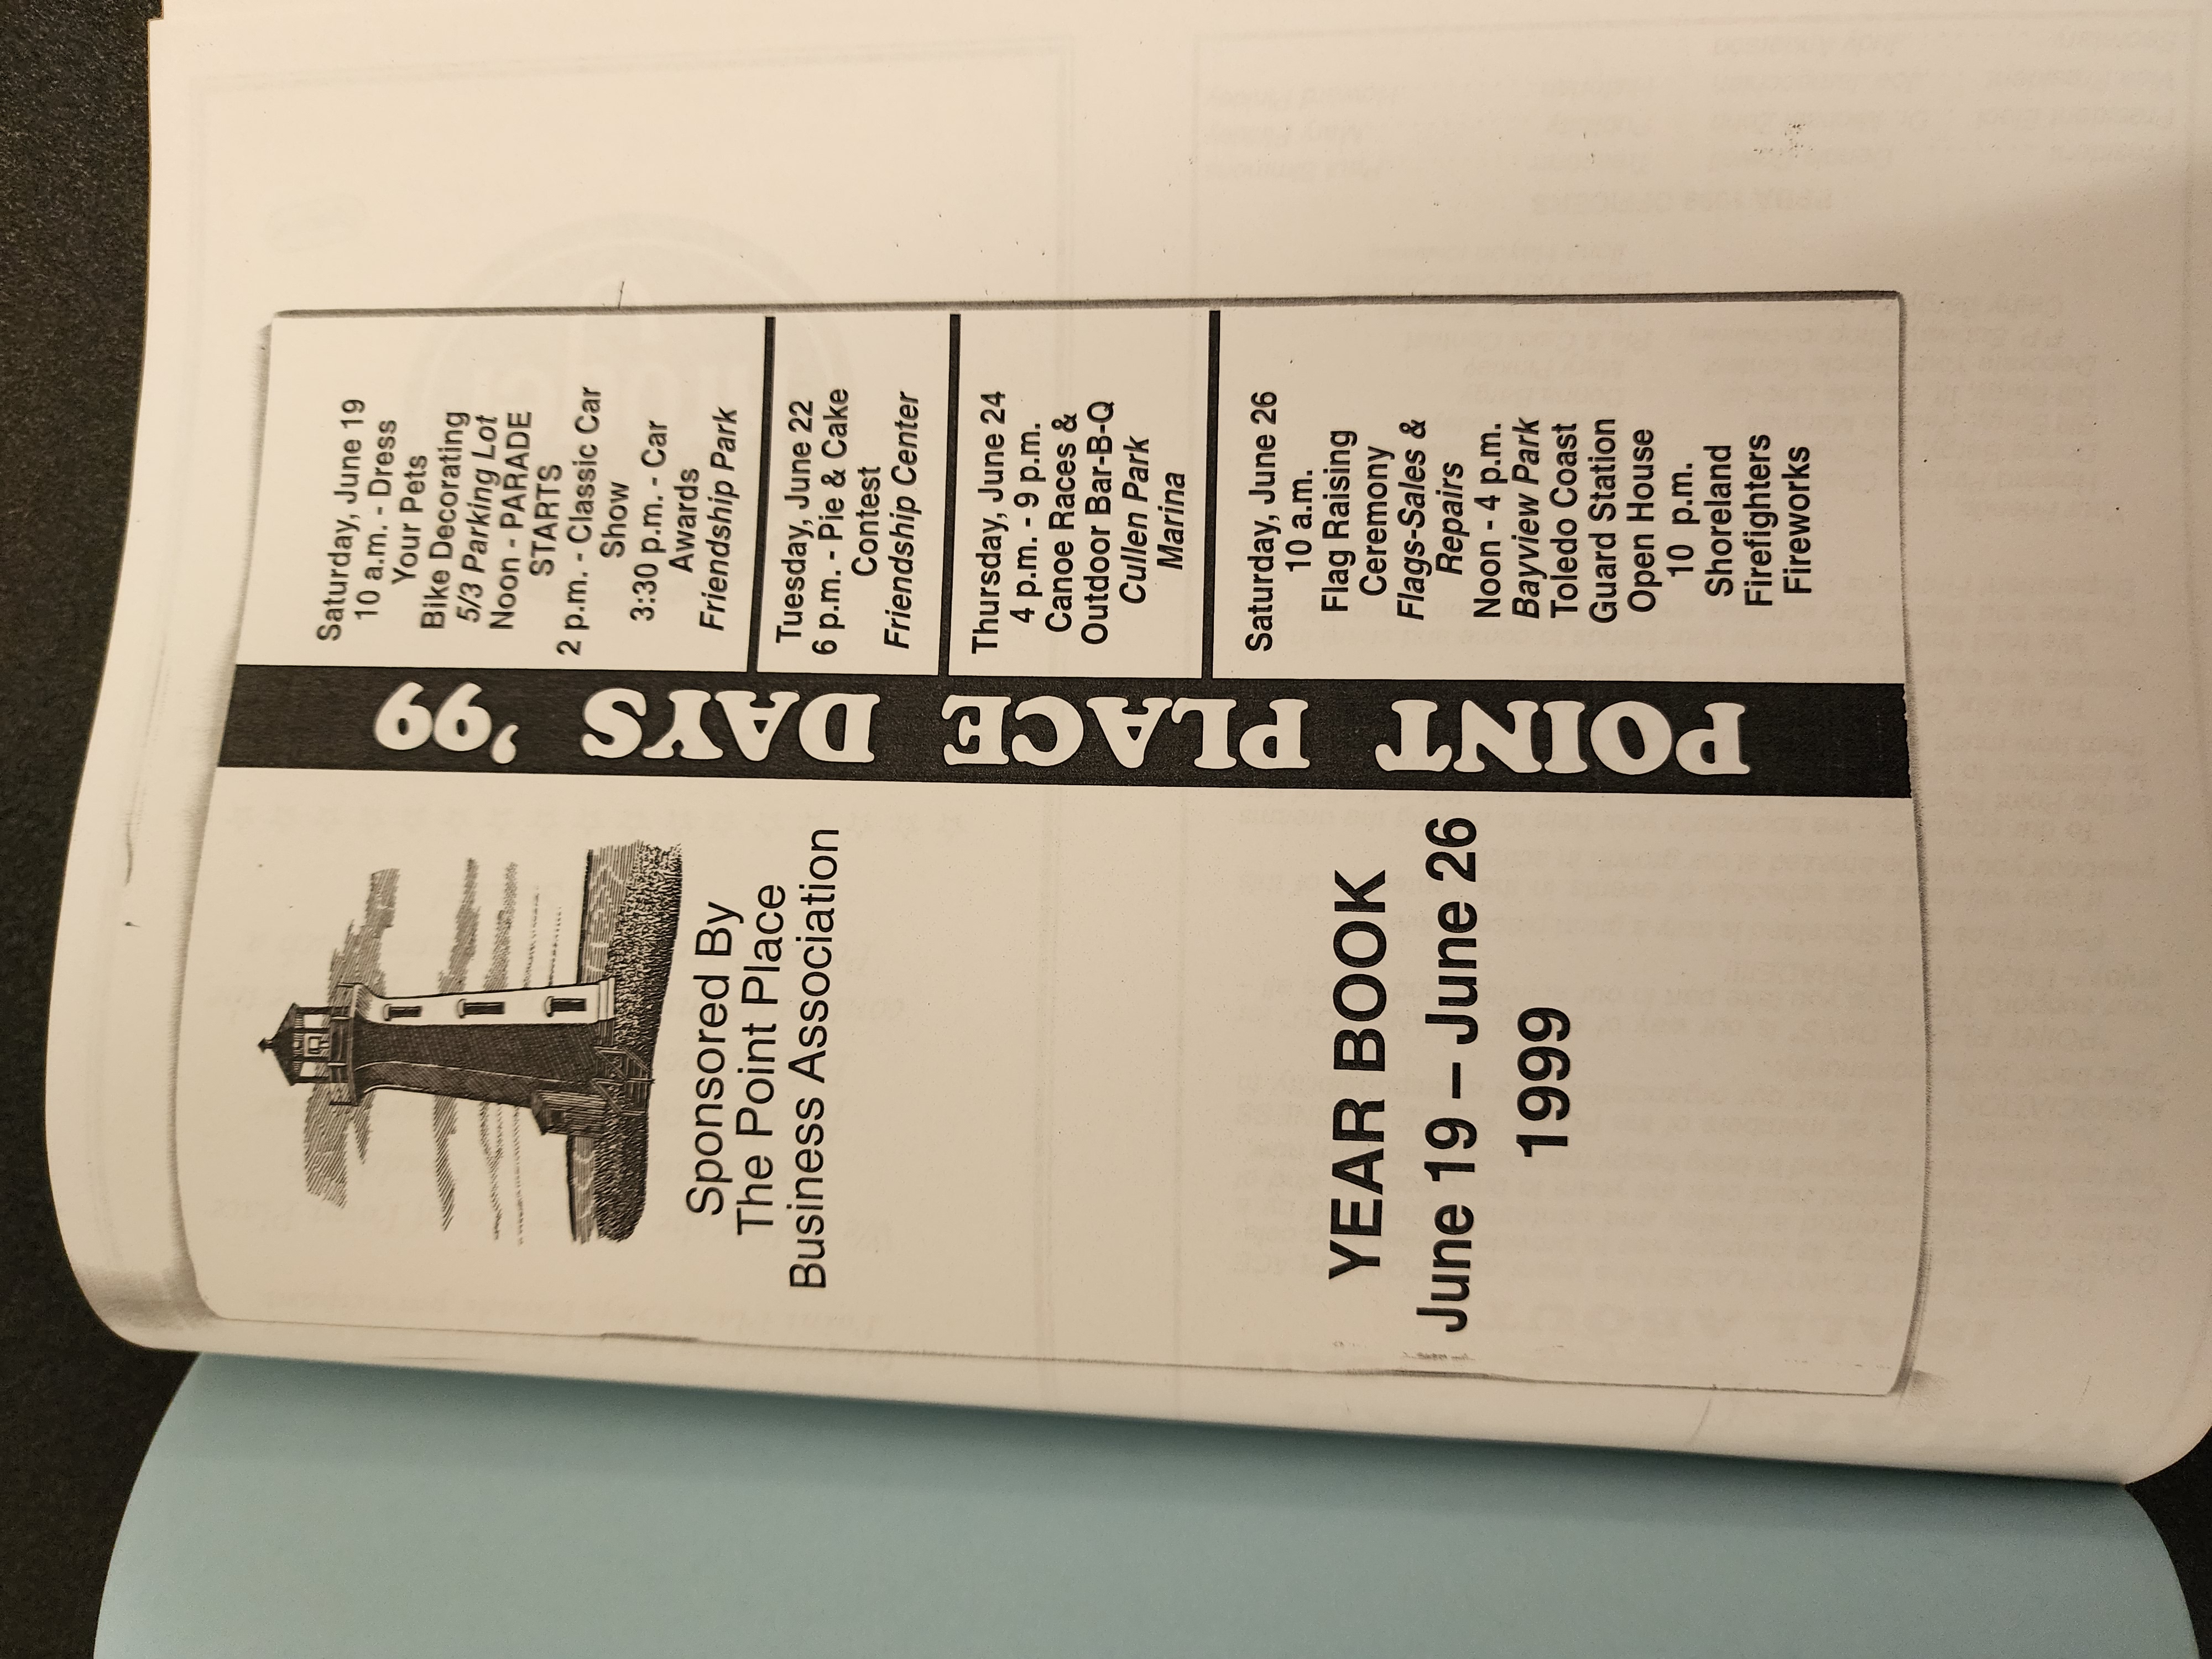 Sponsored By
The Point Place
Business Association
YEAR BOOK
June 19 – June 26
1999
POINT PLACE DAYS '99
Saturday, June 19
10 a.m. - Dress
Your Pets
Bike Decorating
5/3 Parking Lot
Noon - PARADE
STARTS
2 p.m. - Classic Car
Show
3:30 p.m. - Car
Awards
Friendship Park
Tuesday, June 22
6 p.m. - Pie & Cake
Contest
Friendship Center
Thursday, June 24
4 p.m. - 9 p.m.
Canoe Races &
Outdoor Bar-B-Q
Cullen Park
Marina
Saturday, June 26
10 a.m.
Flag Raising
Ceremony
Flags-Sales &
Repairs
Noon - 4 p.m.
Bayview Park
Toledo Coast
Guard Station
Open House
10 p.m.
Shoreland
Firefighters
Fireworks